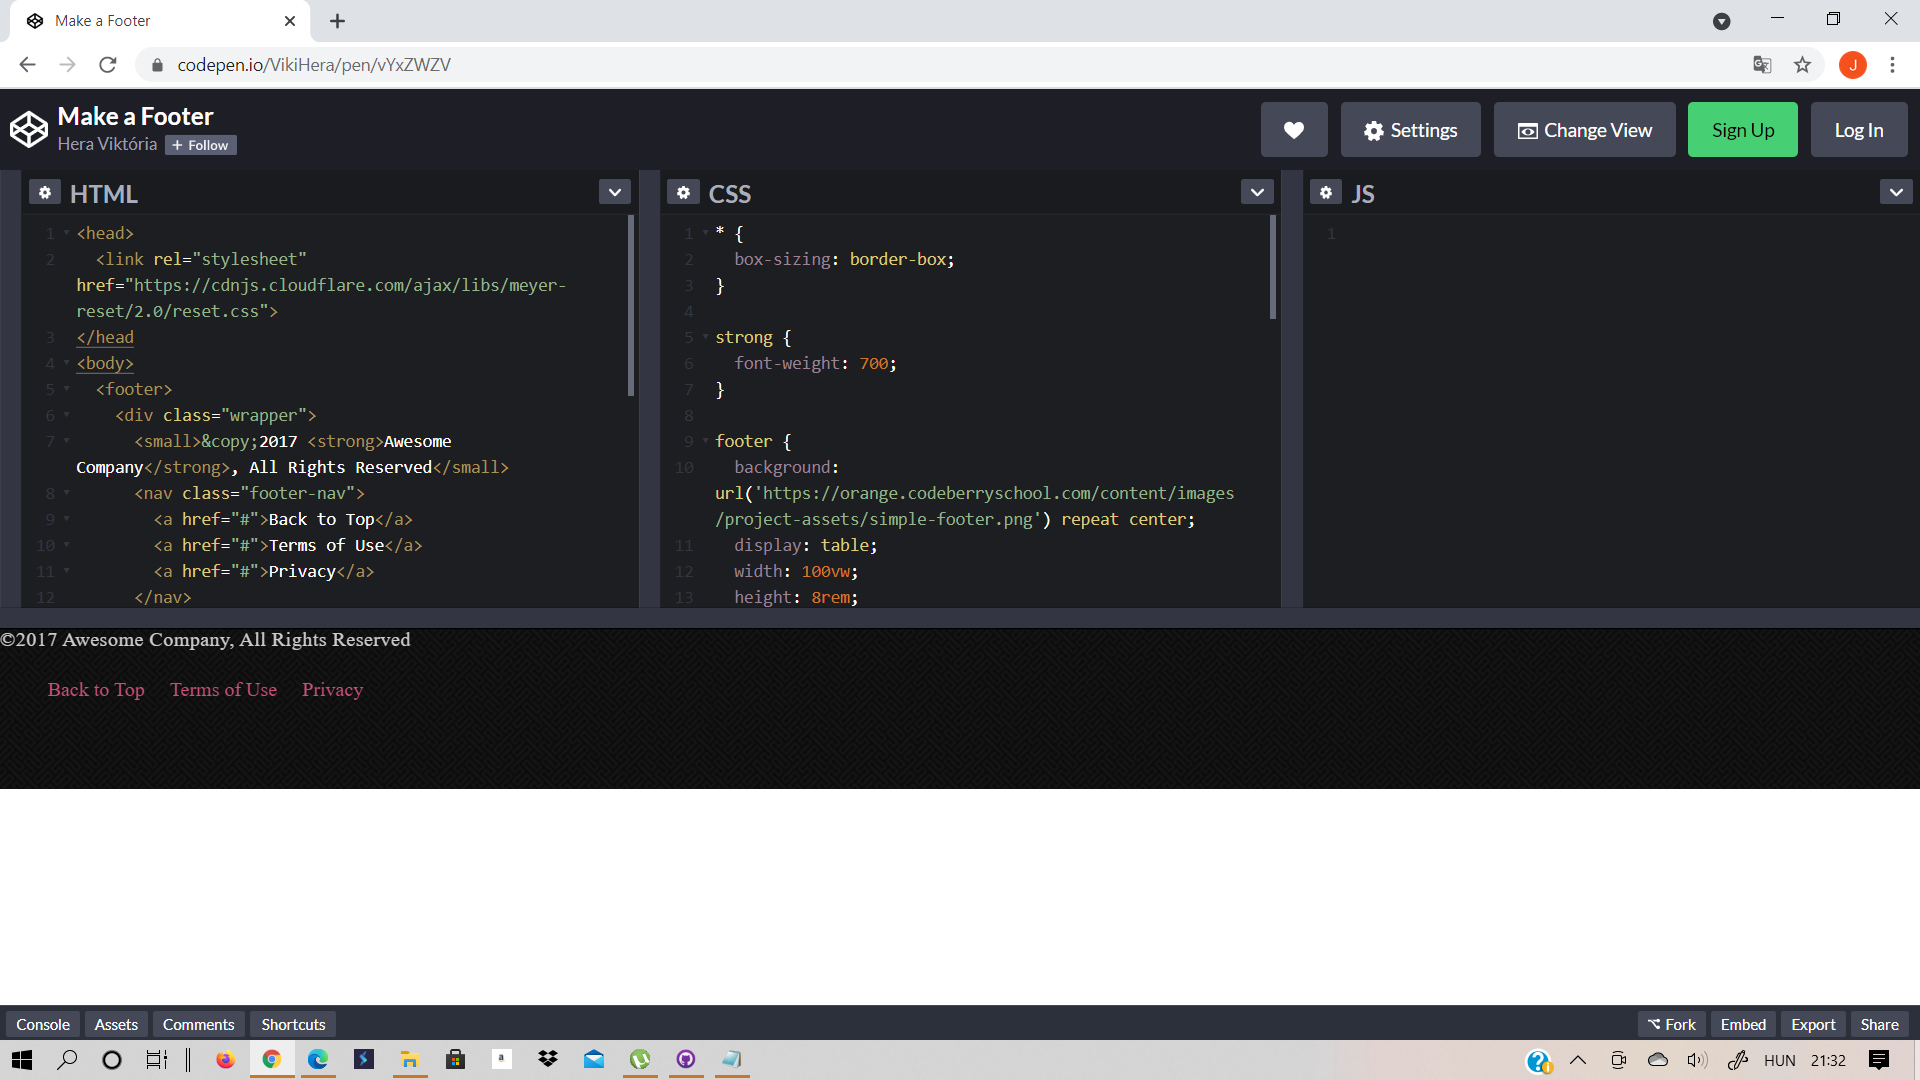 Make a Footer
codepen.io/VikiHera/pen/vYxZWZV
J
Make a Footer
Hera Viktória + Follow
Settings
Change View
Sign Up
Log In
HTML
1 <head>
2 <link rel="stylesheet"
href="https://cdnjs.cloudflare.com/ajax/libs/meyer-
reset/2.0/reset.css">
3 </head
4 <body>
5 <footer>
6 <div class="wrapper">
7 <small>&copy;2017 <strong>Awesome
Company</strong>, All Rights Reserved</small>
8 <nav class="footer-nav">
9 <a href="#">Back to Top</a>
10 <a href="#">Terms of Use</a>
11 <a href="#">Privacy</a>
12 </nav>
CSS
1 * {
2 box-sizing: border-box;
3 }
4
5 strong {
6 font-weight: 700;
7 }
8
9 footer {
10 background:
url('https://orange.codeberryschool.com/content/images
/project-assets/simple-footer.png') repeat center;
11 display: table;
12 width: 100vw;
13 height: 8rem;
JS
1
©2017 Awesome Company, All Rights Reserved
Back to Top Terms of Use Privacy
Console Assets Comments Shortcuts
Fork Embed Export Share
a
HUN 21:32